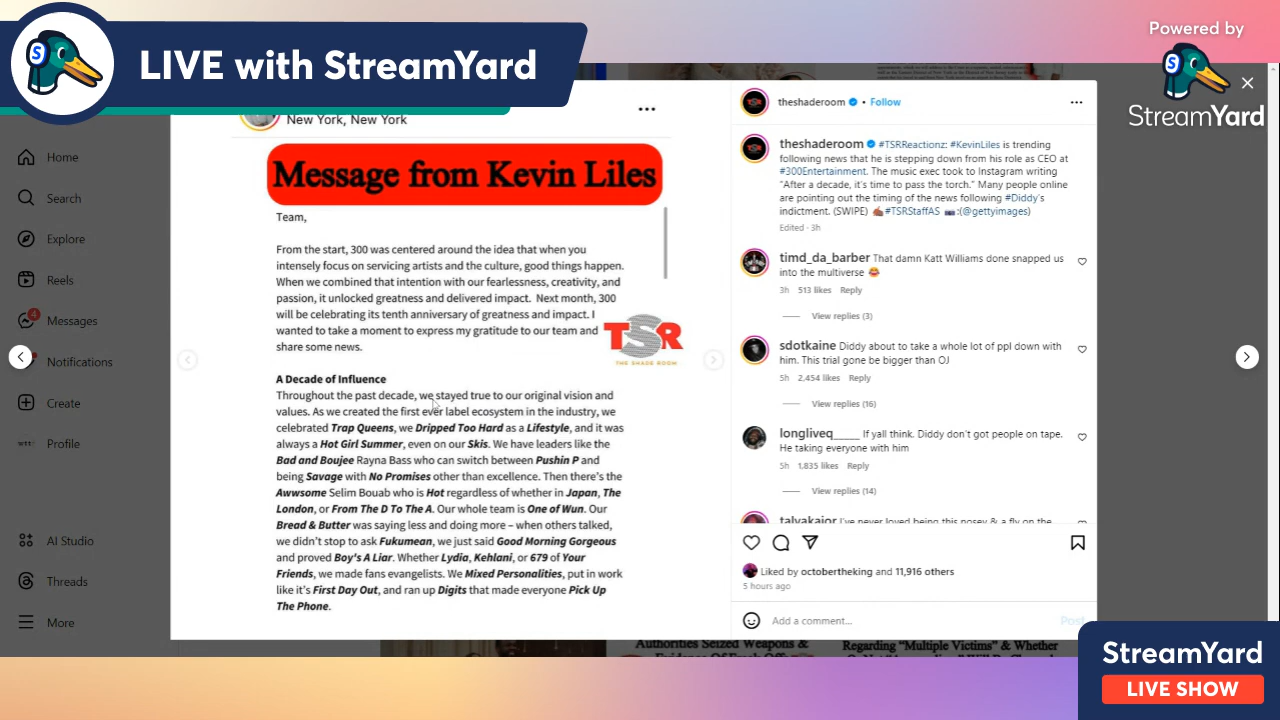 LIVE with StreamYard
Powered by
StreamYard
New York, New York
Message from Kevin Liles
Team,
From the start, 300 was centered around the idea that when you
intensely focus on servicing artists and the culture, good things happen.
When we combined that intention with our fearlessness, creativity, and
passion, it unlocked greatness and delivered impact. Next month, 300
will be celebrating its tenth anniversary of greatness and impact. I
wanted to take a moment to express my gratitude to our team and
share some news.
TSR
THE SHADE ROOM
A Decade of Influence
Throughout the past decade, we stayed true to our original vision and
values. As we created the first ever label ecosystem in the industry, we
celebrated Trap Queens, we Dripped Too Hard as a Lifestyle, and it was
always a Hot Girl Summer, even on our Skis. We have leaders like the
Bad and Boujee Rayna Bass who can switch between Pushin P and
being Savage with No Promises other than excellence. Then there's the
Awwsome Selim Bouab who is Hot regardless of whether in Japan, The
London, or From The D To The A. Our whole team is One of Wun. Our
Bread & Butter was saying less and doing more – when others talked,
we didn't stop to ask Fukumean, we just said Good Morning Gorgeous
and proved Boy's A Liar. Whether Lydia, Kehlani, or 679 of Your
Friends, we made fans evangelists. We Mixed Personalities, put in work
like it's First Day Out, and ran up Digits that made everyone Pick Up
The Phone.
Home
Search
Explore
Reels
4
Messages
Notifications
Create
Profile
AI Studio
Threads
More
theshaderoom • Follow
theshaderoom #TSRReactionz: #KevinLiles is trending
following news that he is stepping down from his role as CEO at
#300Entertainment. The music exec took to Instagram writing
"After a decade, it's time to pass the torch." Many people online
are pointing out the timing of the news following #Diddy's
indictment. (SWIPE) ✍🏾#TSRStaffAS 📷:(@gettyimages)
Edited · 3h
timd_da_barber That damn Katt Williams done snapped us
into the multiverse 😂
3h 513 likes Reply
View replies (3)
sdotkaine Diddy about to take a whole lot of ppl down with
him. This trial gone be bigger than OJ
5h 2,454 likes Reply
View replies (16)
longliveq_____ If yall think. Diddy don't got people on tape.
He taking everyone with him
5h 1,835 likes Reply
View replies (14)
talyakajor I've never loved being this nosey & a fly on the
Liked by octobertheking and 11,916 others
5 hours ago
Add a comment...
Post
Authorities Seized Weapons &
Regarding "Multiple Victims" & Whether
StreamYard
LIVE SHOW